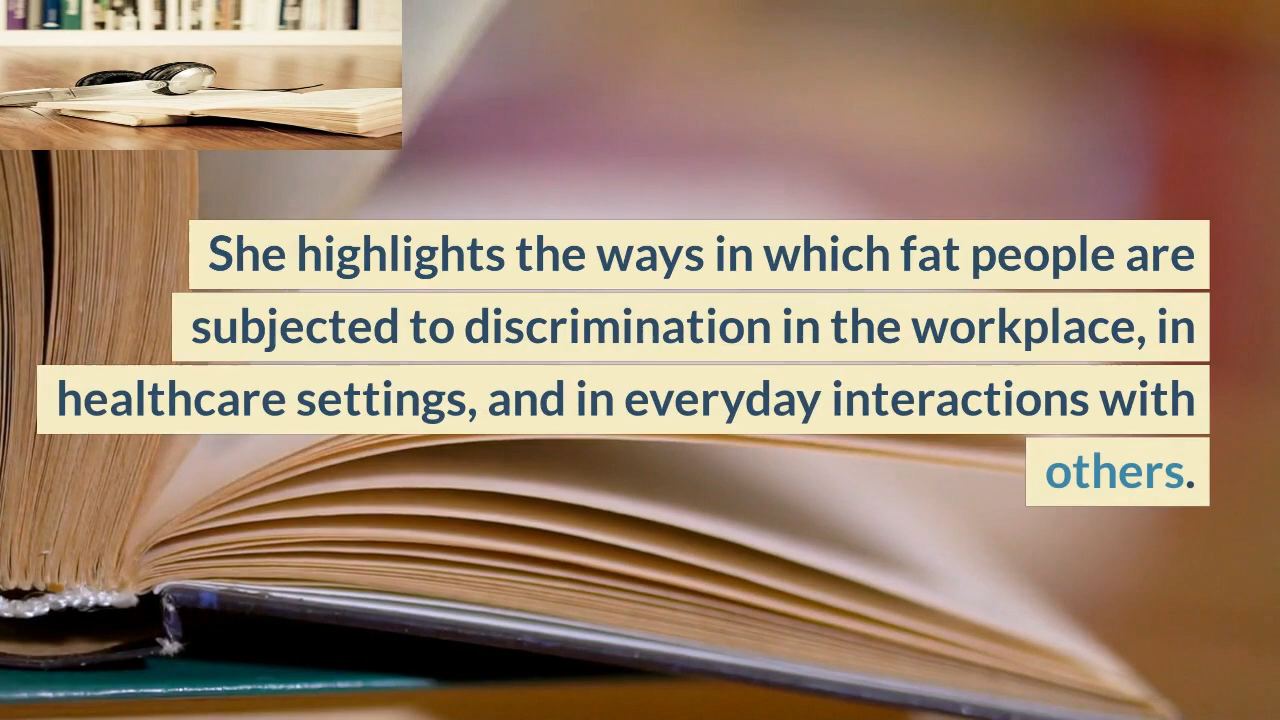 She highlights the ways in which fat people are
subjected to discrimination in the workplace, in
healthcare settings, and in everyday interactions with
others.